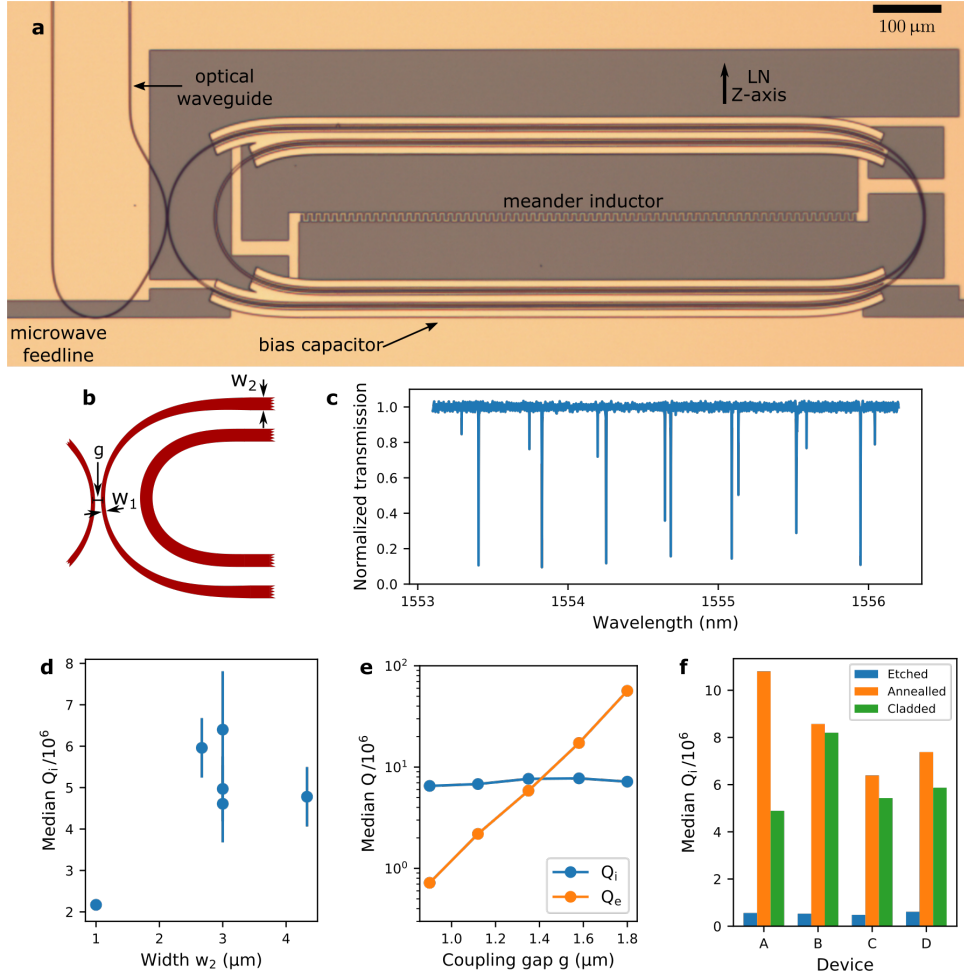 a
100 μm
optical
waveguide
LN
Z-axis
meander inductor
microwave
feedline
bias capacitor
b
w2
g
w1
c
Normalized transmission
1.0
0.8
0.6
0.4
0.2
0.0
1553
1554
1555
1556
Wavelength (nm)
d
Median Qi/10^6
8
7
6
5
4
3
2
1
2
3
4
Width w2 (μm)
e
Median Q/10^6
10^2
10^1
10^0
Qi
Qe
1.0
1.2
1.4
1.6
1.8
Coupling gap g (μm)
f
Median Qi/10^6
10
8
6
4
2
0
Etched
Annealled
Cladded
A
B
C
D
Device